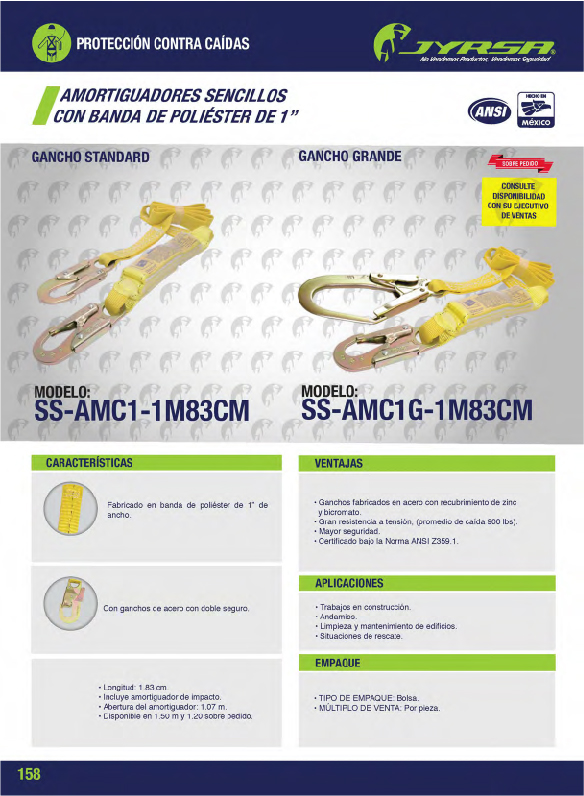 PROTECCIÓN CONTRA CAÍDAS
JYRSA®
No Vendemos Productos, Vendemos Seguridad
AMORTIGUADORES SENCILLOS
CON BANDA DE POLIÉSTER DE 1”
ANSI
HECHO EN
MÉXICO
GANCHO STANDARD
GANCHO GRANDE
SOBRE PEDIDO
CONSULTE
DISPONIBILIDAD
CON SU EJECUTIVO
DE VENTAS
MODELO:
SS-AMC1-1M83CM
MODELO:
SS-AMC1G-1M83CM
CARACTERÍSTICAS
Fabricado en banda de poliéster de 1” de
ancho.
Con ganchos de acero con doble seguro.
• Longitud: 1.83 cm.
• Incluye amortiguador de impacto.
• Abertura del amortiguador: 1.07 m.
• Disponible en 1.50 m y 1.20 sobre pedido.
VENTAJAS
• Ganchos fabricados en acero con recubrimiento de zinc
y bicromato.
• Gran resistencia a tensión, (promedio de caída 900 lbs).
• Mayor seguridad.
• Certificado bajo la Norma ANSI Z359.1.
APLICACIONES
• Trabajos en construcción.
• Andamios.
• Limpieza y mantenimiento de edificios.
• Situaciones de rescate.
EMPAQUE
• TIPO DE EMPAQUE: Bolsa.
• MÚLTIPLO DE VENTA: Por pieza.
158